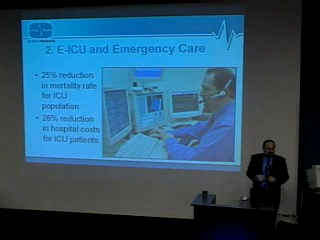 2. E-ICU and Emergency Care
• 25% reduction
in mortality rate
for ICU
population
• 26% reduction
in hospital costs
for ICU patients